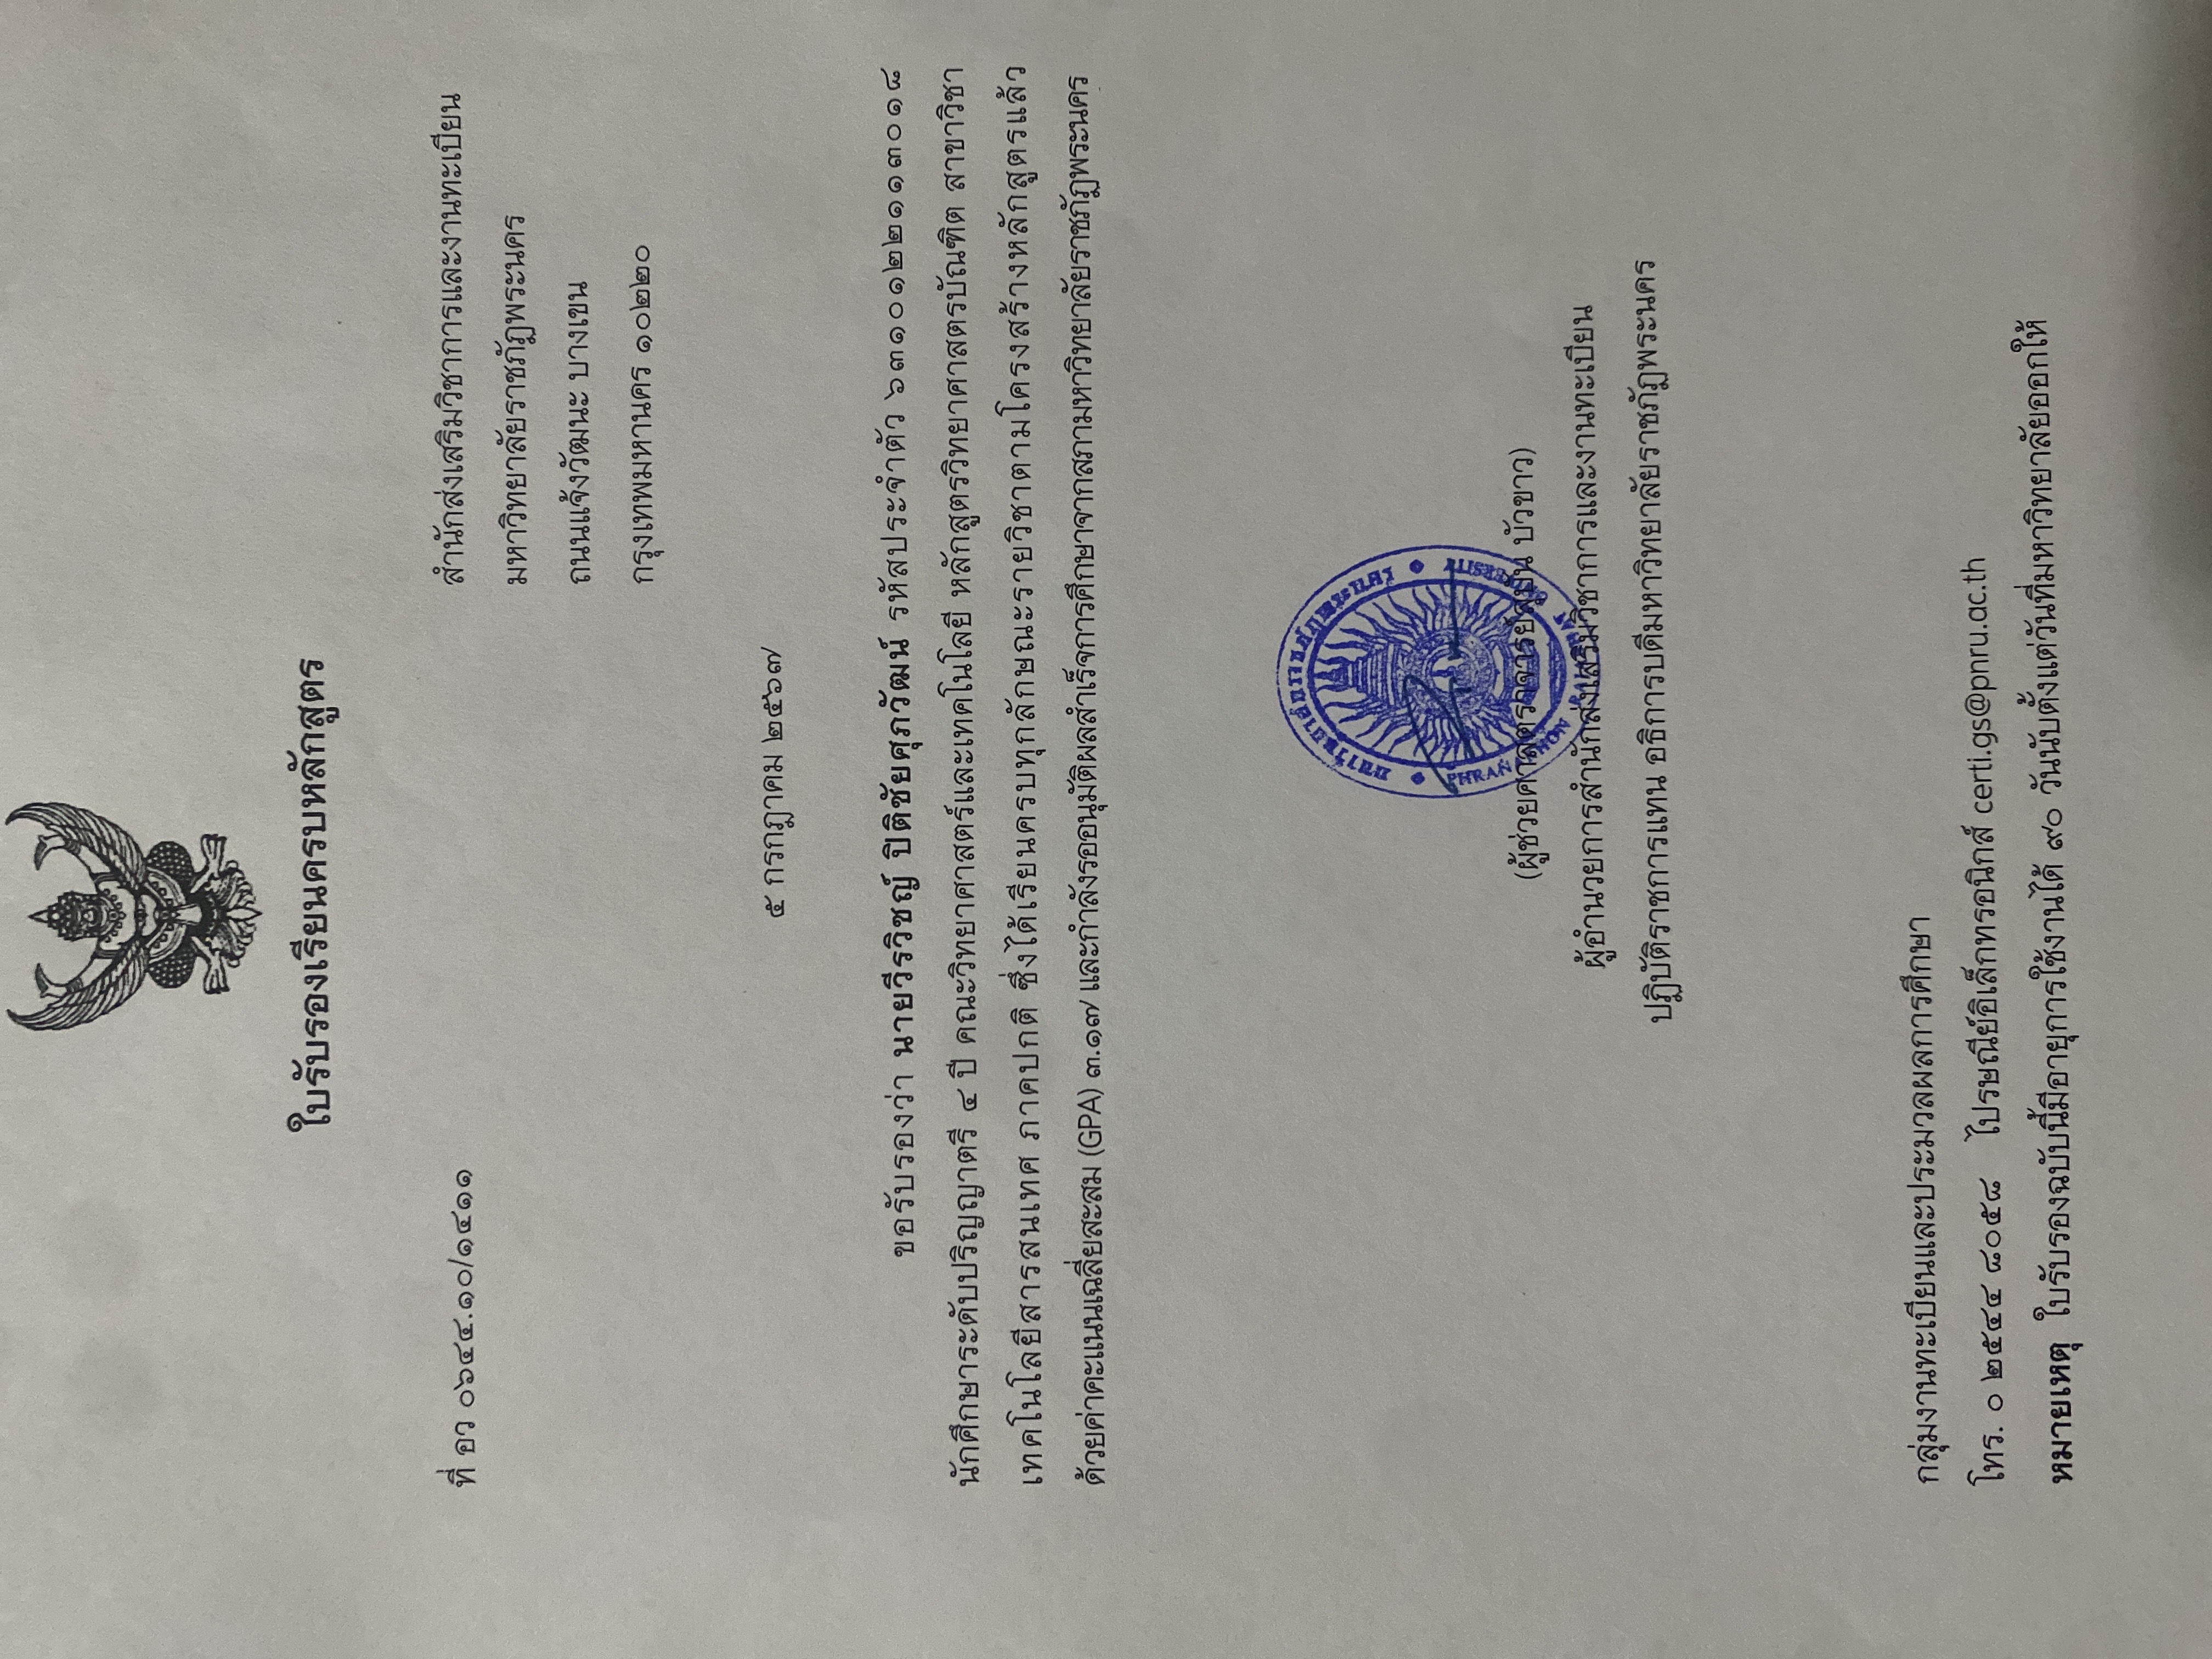 ใบรับรองเรียนครบหลักสูตร
ที่ อว ๐๖๔๔.๑๐/๑๔๑๑
สำนักส่งเสริมวิชาการและงานทะเบียน
มหาวิทยาลัยราชภัฏพระนคร
ถนนแจ้งวัฒนะ บางเขน
กรุงเทพมหานคร ๑๐๒๒๐
๕ กรกฎาคม ๒๕๖๗
ขอรับรองว่า นายวีรวิชญ์ ปิติชัยศุภวัฒน์ รหัสประจำตัว ๖๓๑๐๑๒๒๑๑๓๐๑๘
นักศึกษาระดับปริญญาตรี ๔ ปี คณะวิทยาศาสตร์และเทคโนโลยี หลักสูตรวิทยาศาสตรบัณฑิต สาขาวิชา
เทคโนโลยีสารสนเทศ ภาคปกติ ซึ่งได้เรียนครบทุกลักษณะรายวิชาตามโครงสร้างหลักสูตรแล้ว
ด้วยค่าคะแนนเฉลี่ยสะสม (GPA) ๓.๑๗ และกำลังรออนุมัติผลสำเร็จการศึกษาจากสภามหาวิทยาลัยราชภัฏพระนคร
มหาวิทยาลัยราชภัฏพระนคร
(ผู้ช่วยศาสตราจารย์สุปัน บัวขาว)
ผู้อำนวยการสำนักส่งเสริมวิชาการและงานทะเบียน
ปฏิบัติราชการแทน อธิการบดีมหาวิทยาลัยราชภัฏพระนคร
กลุ่มงานทะเบียนและประมวลผลการศึกษา
โทร. ๐ ๒๕๔๔ ๘๐๕๘ ไปรษณีย์อิเล็กทรอนิกส์ certi.gs@pnru.ac.th
หมายเหตุ ใบรับรองฉบับนี้มีอายุการใช้งานได้ ๙๐ วันนับตั้งแต่วันที่มหาวิทยาลัยออกให้